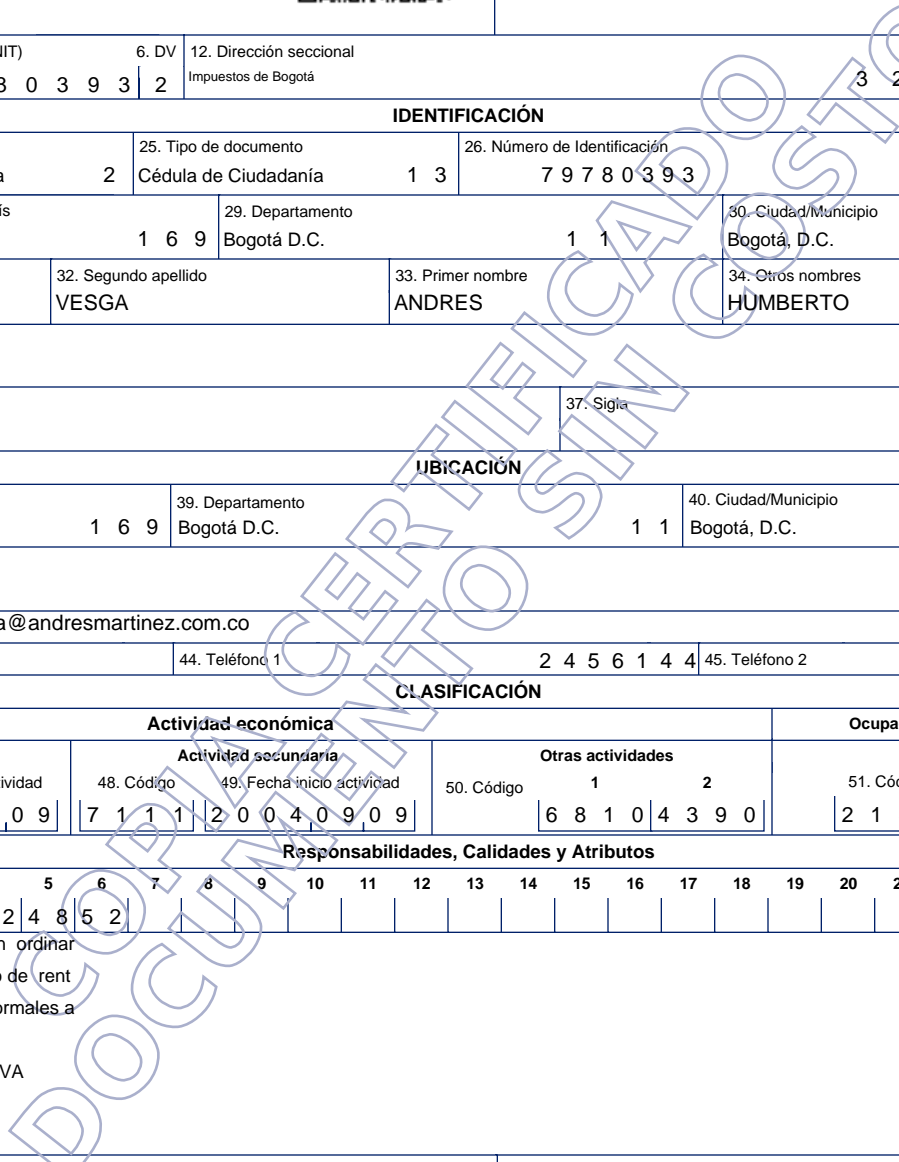 6. DV 12. Dirección seccional
0 3 9 3 2 Impuestos de Bogotá 3
IDENTIFICACIÓN
25. Tipo de documento 26. Número de Identificación
2 Cédula de Ciudadanía 1 3 7 9 7 8 0 3 9 3
29. Departamento 30. Ciudad/Municipio
1 6 9 Bogotá D.C. 1 1 Bogotá, D.C.
32. Segundo apellido 33. Primer nombre 34. Otros nombres
VESGA ANDRES HUMBERTO
37. Sigla
UBICACIÓN
39. Departamento 40. Ciudad/Municipio
1 6 9 Bogotá D.C. 1 1 Bogotá, D.C.
a@andresmartinez.com.co
44. Teléfono 1 2 4 5 6 1 4 4 45. Teléfono 2
CLASIFICACIÓN
Actividad económica Ocupa
Actividad secundaria Otras actividades
ividad 48. Código 49. Fecha inicio actividad 50. Código 1 2 51. Cód
0 9 7 1 1 1 2 0 0 4 0 9 0 9 6 8 1 0 4 3 9 0 2 1
Responsabilidades, Calidades y Atributos
5 6 7 8 9 10 11 12 13 14 15 16 17 18 19 20
2 4 8 5 2
n ordinar
o de rent
ormales a
VA
COPIA CERTIFICADO
DOCUMENTO SIN COSTO